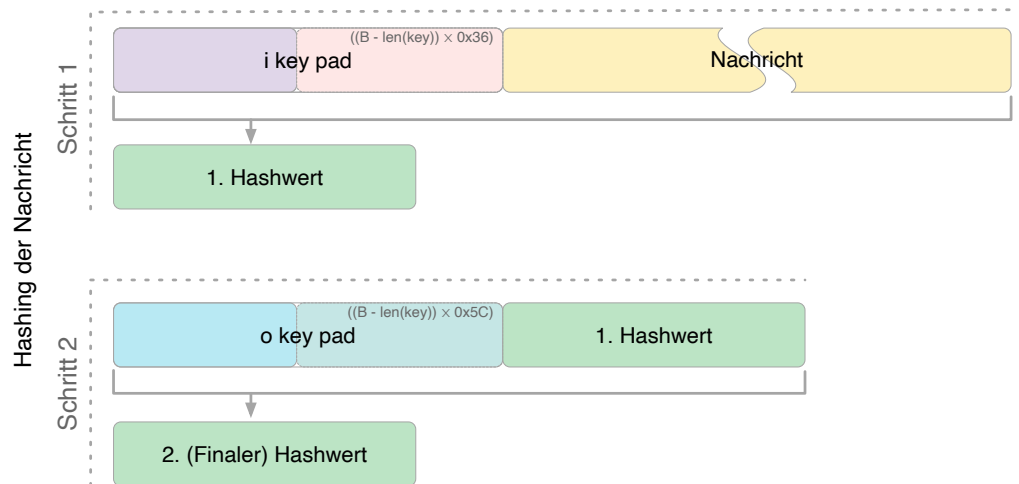 Hashing der Nachricht
Schritt 1
((B - len(key)) × 0x36)
i key pad
Nachricht
1. Hashwert
Schritt 2
((B - len(key)) × 0x5C)
o key pad
1. Hashwert
2. (Finaler) Hashwert